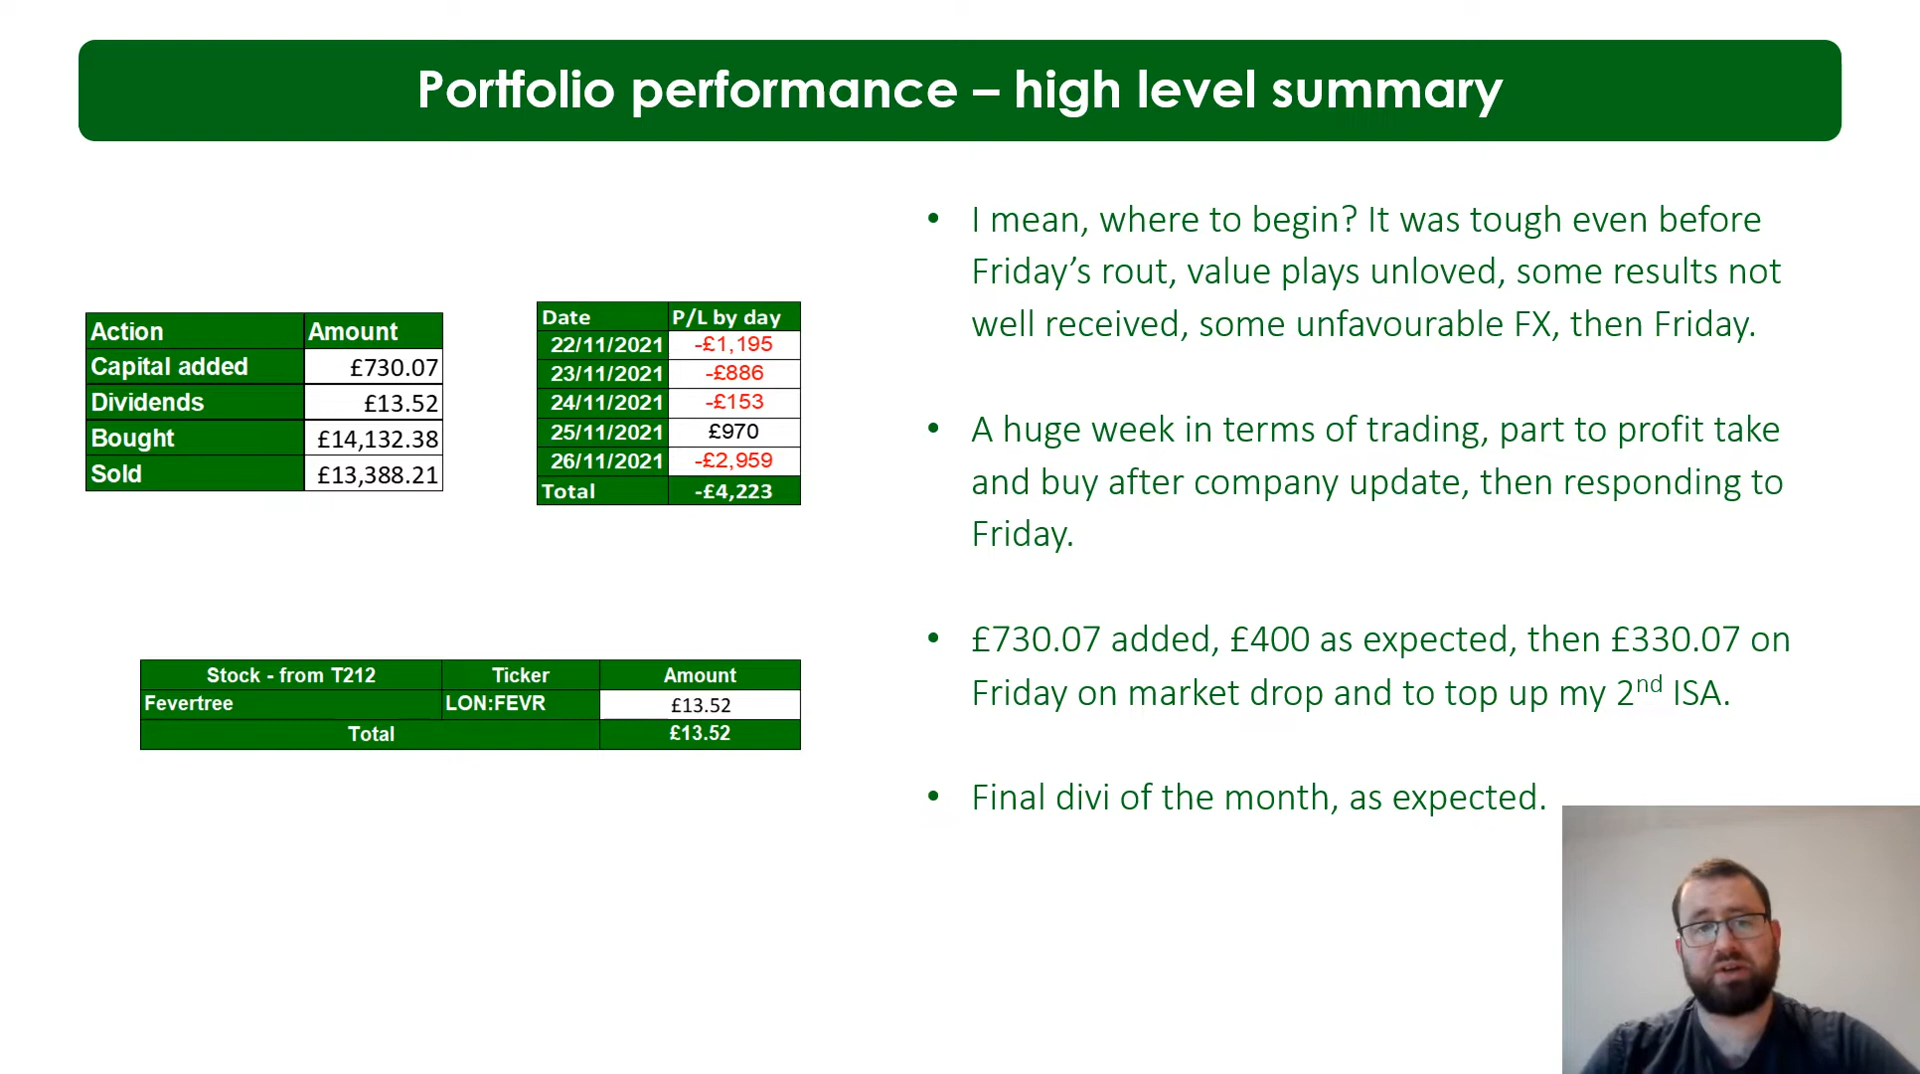 Portfolio performance – high level summary
Action Amount
Capital added £730.07
Dividends £13.52
Bought £14,132.38
Sold £13,388.21
Date P/L by day
22/11/2021 -£1,195
23/11/2021 -£886
24/11/2021 -£153
25/11/2021 £970
26/11/2021 -£2,959
Total -£4,223
Stock - from T212 Ticker Amount
Fevertree LON:FEVR £13.52
Total £13.52
• I mean, where to begin? It was tough even before
Friday’s rout, value plays unloved, some results not
well received, some unfavourable FX, then Friday.
• A huge week in terms of trading, part to profit take
and buy after company update, then responding to
Friday.
• £730.07 added, £400 as expected, then £330.07 on
Friday on market drop and to top up my 2nd ISA.
• Final divi of the month, as expected.